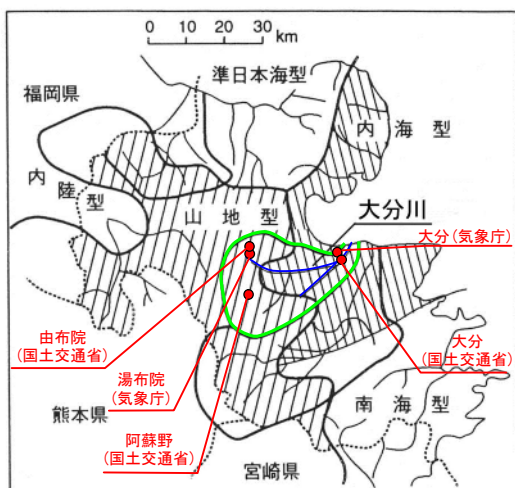 0 10 20 30
km
準日本海型
福岡県
内海型
内陸型
山地型
大分川
大分(気象庁)
由布院
(国土交通省)
大分
(国土交通省)
湯布院
(気象庁)
熊本県
南海型
阿蘇野
(国土交通省)
宮崎県